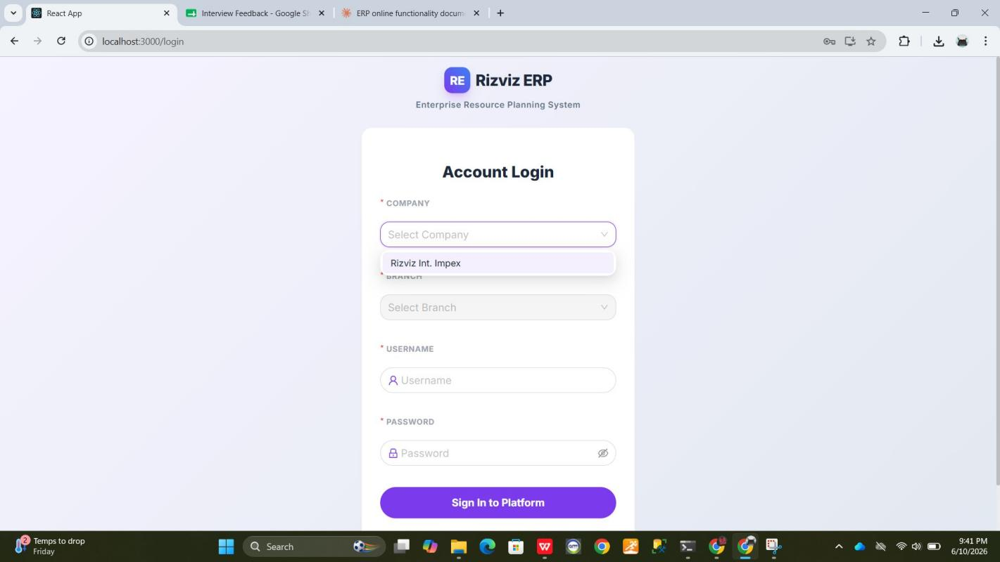 React App
Interview Feedback - Google Sh
ERP online functionality docum
localhost:3000/login
RE Rizviz ERP
Enterprise Resource Planning System
Account Login
* COMPANY
Select Company
Rizviz Int. Impex
* BRANCH
Select Branch
* USERNAME
Username
* PASSWORD
Password
Sign In to Platform
2
Temps to drop
Friday
Search
9:41 PM
6/10/2026